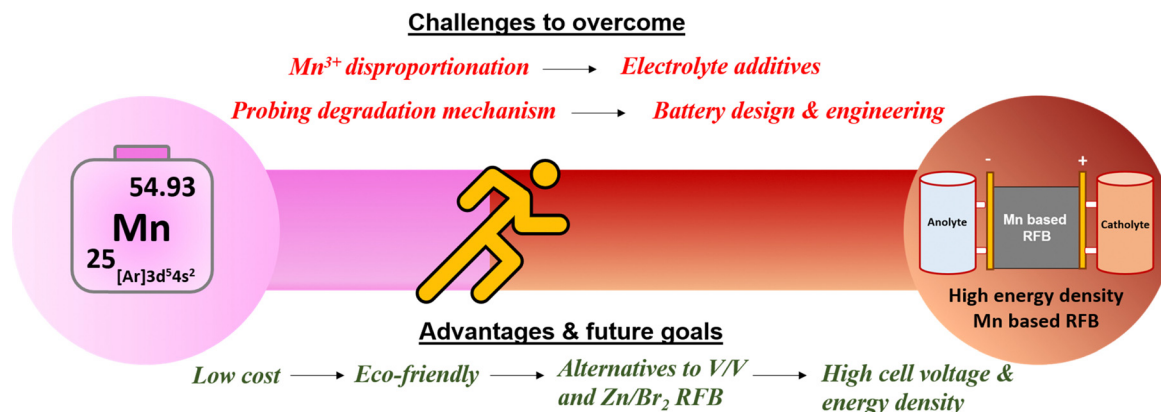 Challenges to overcome
Mn³⁺ disproportionation → Electrolyte additives
Probing degradation mechanism → Battery design & engineering
54.93
Mn
25
[Ar]3d⁵4s²
- +
Anolyte
Mn based
RFB
Catholyte
High energy density
Mn based RFB
Advantages & future goals
Low cost → Eco-friendly → Alternatives to V/V
and Zn/Br₂ RFB → High cell voltage &
energy density